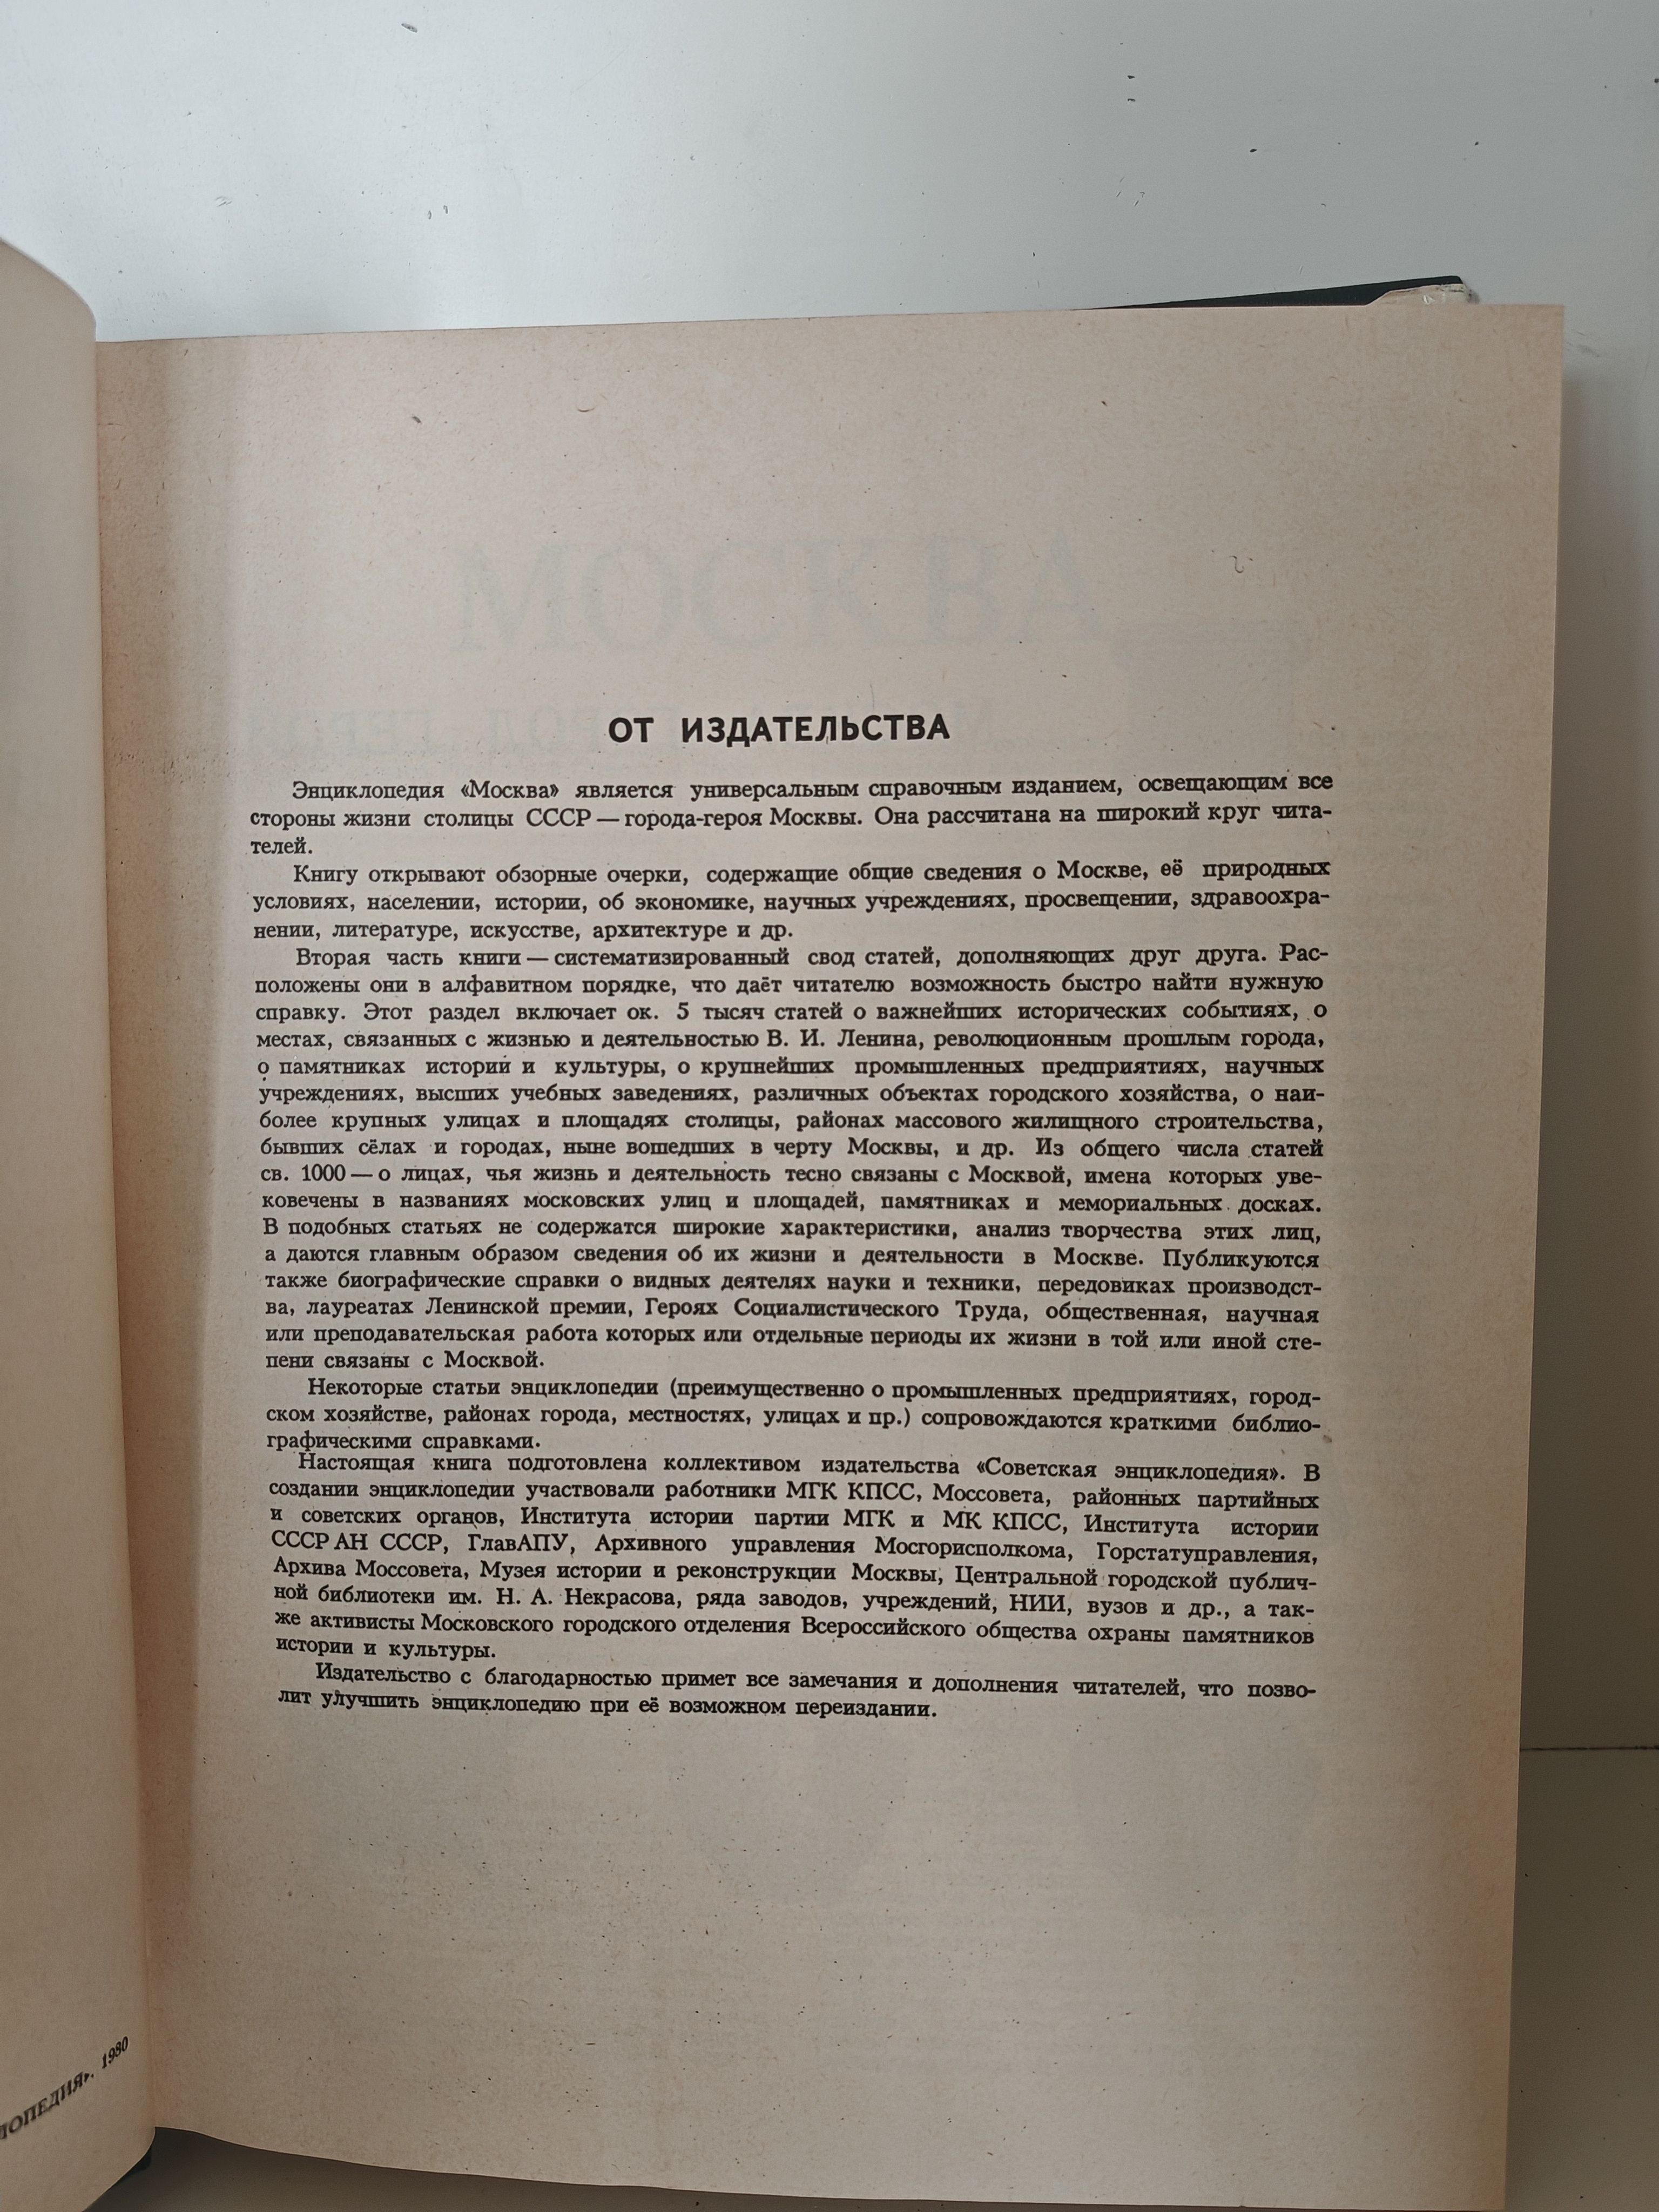 ОТ ИЗДАТЕЛЬСТВА
Энциклопедия «Москва» является универсальным справочным изданием, освещающим все
стороны жизни столицы СССР — города-героя Москвы. Она рассчитана на широкий круг чита-
телей.
Книгу открывают обзорные очерки, содержащие общие сведения о Москве, её природных
условиях, населении, истории, об экономике, научных учреждениях, просвещении, здравоохра-
нении, литературе, искусстве, архитектуре и др.
Вторая часть книги — систематизированный свод статей, дополняющих друг друга. Рас-
положены они в алфавитном порядке, что даёт читателю возможность быстро найти нужную
справку. Этот раздел включает ок. 5 тысяч статей о важнейших исторических событиях, о
местах, связанных с жизнью и деятельностью В. И. Ленина, революционным прошлым города,
о памятниках истории и культуры, о крупнейших промышленных предприятиях, научных
учреждениях, высших учебных заведениях, различных объектах городского хозяйства, о наи-
более крупных улицах и площадях столицы, районах массового жилищного строительства,
бывших сёлах и городах, ныне вошедших в черту Москвы, и др. Из общего числа статей
св. 1000 — о лицах, чья жизнь и деятельность тесно связаны с Москвой, имена которых уве-
ковечены в названиях московских улиц и площадей, памятниках и мемориальных досках.
В подобных статьях не содержатся широкие характеристики, анализ творчества этих лиц,
а даются главным образом сведения об их жизни и деятельности в Москве. Публикуются
также биографические справки о видных деятелях науки и техники, передовиках производст-
ва, лауреатах Ленинской премии, Героях Социалистического Труда, общественная, научная
или преподавательская работа которых или отдельные периоды их жизни в той или иной сте-
пени связаны с Москвой.
Некоторые статьи энциклопедии (преимущественно о промышленных предприятиях, город-
ском хозяйстве, районах города, местностях, улицах и пр.) сопровождаются краткими библио-
графическими справками.
Настоящая книга подготовлена коллективом издательства «Советская энциклопедия». В
создании энциклопедии участвовали работники МГК КПСС, Моссовета, районных партийных
и советских органов, Института истории партии МГК и МК КПСС, Института истории
СССР АН СССР, ГлавАПУ, Архивного управления Мосгорисполкома, Горстатуправления,
Архива Моссовета, Музея истории и реконструкции Москвы, Центральной городской публич-
ной библиотеки им. Н. А. Некрасова, ряда заводов, учреждений, НИИ, вузов и др., а так-
же активисты Московского городского отделения Всероссийского общества охраны памятников
истории и культуры.
Издательство с благодарностью примет все замечания и дополнения читателей, что позво-
лит улучшить энциклопедию при её возможном переиздании.
ЛОПЕДИЯ». 1980